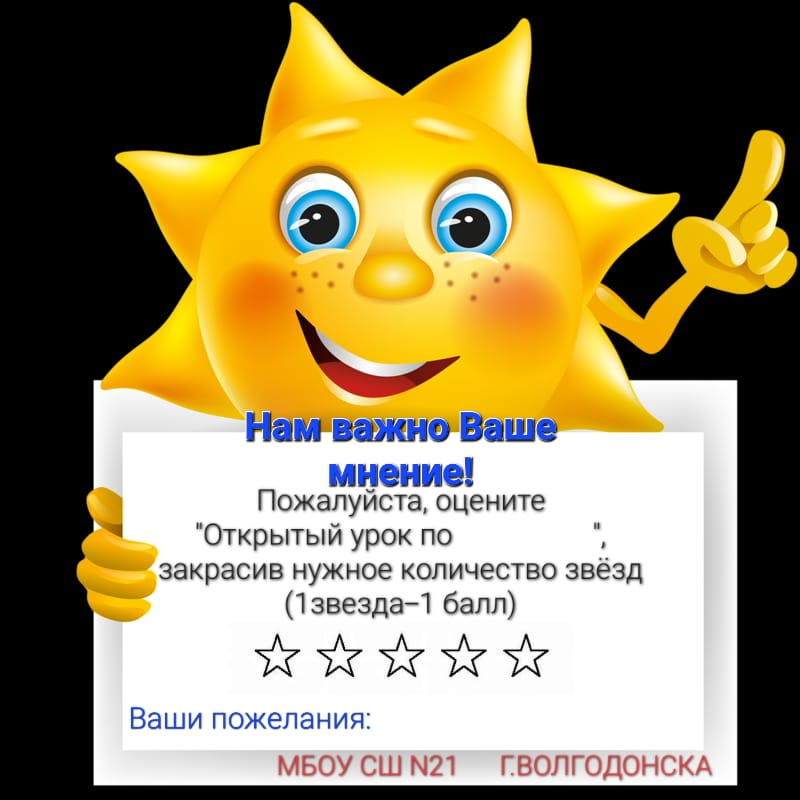 Нам важно Ваше
мнение!
Пожалуйста, оцените
"Открытый урок по                    ",
закрасив нужное количество звёзд
(1звезда–1 балл)
Ваши пожелания:
МБОУ СШ N21 Г.ВОЛГОДОНСКА